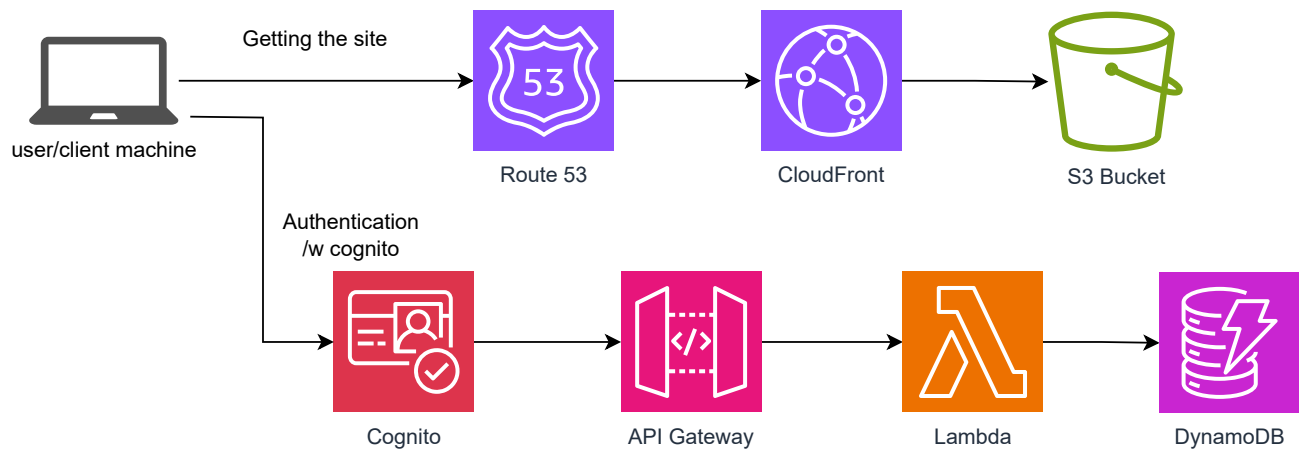 Getting the site
53
user/client machine
Route 53
CloudFront
S3 Bucket
Authentication
/w cognito
</>
Cognito
API Gateway
Lambda
DynamoDB